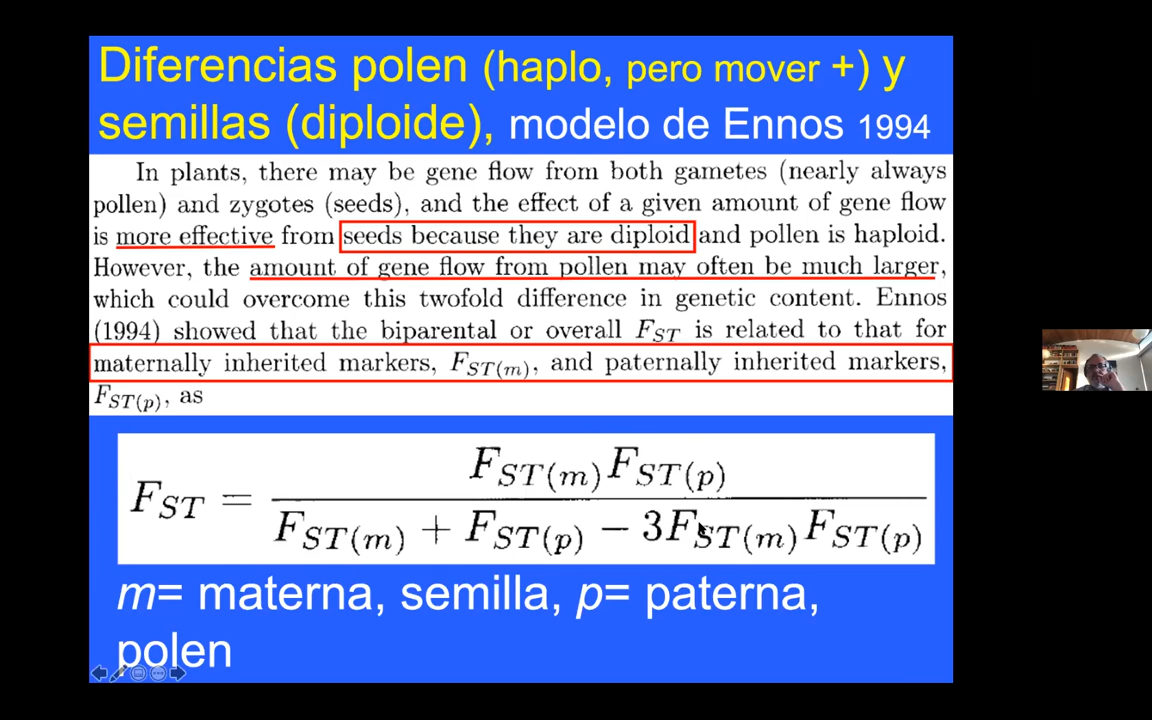 Diferencias polen (haplo, pero mover +) y
semillas (diploide), modelo de Ennos 1994
In plants, there may be gene flow from both gametes (nearly always
pollen) and zygotes (seeds), and the effect of a given amount of gene flow
is more effective from seeds because they are diploid and pollen is haploid.
However, the amount of gene flow from pollen may often be much larger,
which could overcome this twofold difference in genetic content. Ennos
(1994) showed that the biparental or overall F_ST is related to that for
maternally inherited markers, F_ST(m), and paternally inherited markers,
F_ST(p), as
F_ST(m) F_ST(p)
F_ST =
F_ST(m) + F_ST(p) − 3F_ST(m) F_ST(p)
m= materna, semilla, p= paterna,
polen